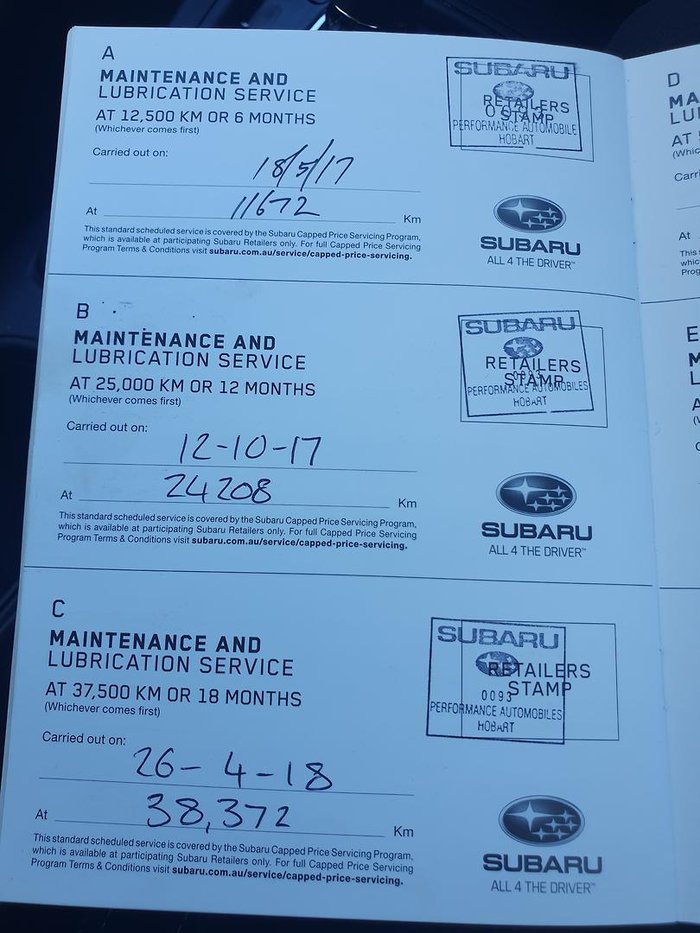 A
MAINTENANCE AND
LUBRICATION SERVICE
AT 12,500 KM OR 6 MONTHS
(Whichever comes first)
Carried out on:
18/5/17
At 11672 Km
This standard scheduled service is covered by the Subaru Capped Price Servicing Program,
which is available at participating Subaru Retailers only. For full Capped Price Servicing
Program Terms & Conditions visit subaru.com.au/service/capped-price-servicing.
SUBARU
RETAILERS
STAMP
PERFORMANCE AUTOMOBILE
HOBART
SUBARU
ALL 4 THE DRIVER™
B
MAINTENANCE AND
LUBRICATION SERVICE
AT 25,000 KM OR 12 MONTHS
(Whichever comes first)
Carried out on:
12-10-17
At 24208 Km
This standard scheduled service is covered by the Subaru Capped Price Servicing Program,
which is available at participating Subaru Retailers only. For full Capped Price Servicing
Program Terms & Conditions visit subaru.com.au/service/capped-price-servicing.
SUBARU
RETAILERS
STAMP
PERFORMANCE AUTOMOBILES
HOBART
SUBARU
ALL 4 THE DRIVER™
C
MAINTENANCE AND
LUBRICATION SERVICE
AT 37,500 KM OR 18 MONTHS
(Whichever comes first)
Carried out on:
26-4-18
At 38,372 Km
This standard scheduled service is covered by the Subaru Capped Price Servicing Program,
which is available at participating Subaru Retailers only. For full Capped Price Servicing
Program Terms & Conditions visit subaru.com.au/service/capped-price-servicing.
SUBARU
RETAILERS
STAMP
0093
PERFORMANCE AUTOMOBILES
HOBART
SUBARU
ALL 4 THE DRIVER™
D
E